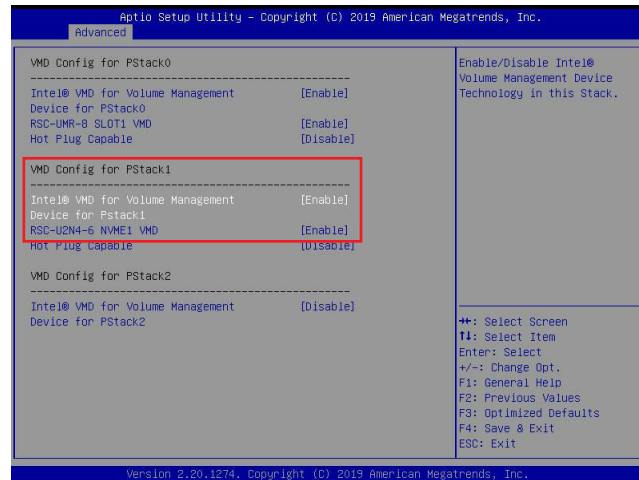 Aptio Setup Utility – Copyright (C) 2019 American Megatrends, Inc.
Advanced
VMD Config for PStack0
Intel® VMD for Volume Management [Enable]
Device for PStack0
RSC-UMR-8 SLOT1 VMD [Enable]
Hot Plug Capable [Disable]
VMD Config for PStack1
Intel® VMD for Volume Management [Enable]
Device for Pstack1
RSC-U2N4-6 NVME1 VMD [Enable]
Hot Plug Capable [Disable]
VMD Config for PStack2
Intel® VMD for Volume Management [Disable]
Device for PStack2
Enable/Disable Intel®
Volume Management Device
Technology in this Stack.
→←: Select Screen
↑↓: Select Item
Enter: Select
+/-: Change Opt.
F1: General Help
F2: Previous Values
F3: Optimized Defaults
F4: Save & Exit
ESC: Exit
Version 2.20.1274. Copyright (C) 2019 American Megatrends, Inc.